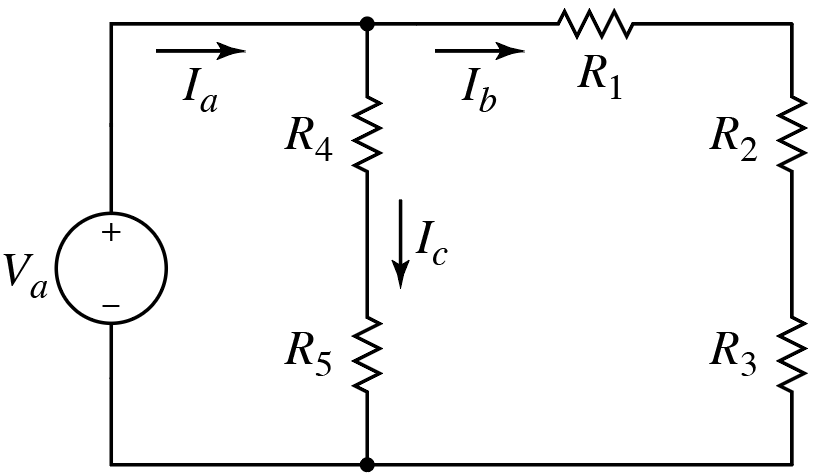 I_a
I_b
R_1
R_4
R_2
I_c
+
V_a
−
R_5
R_3